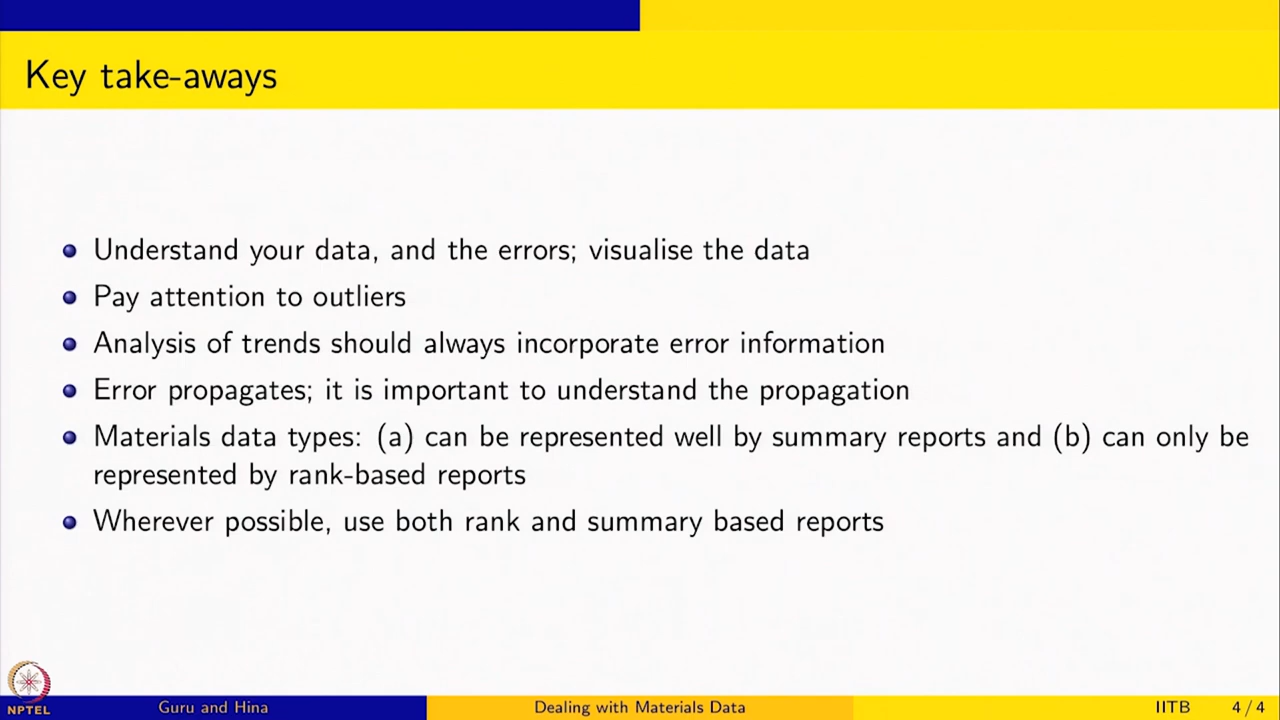 Key take-aways
Understand your data, and the errors; visualise the data
Pay attention to outliers
Analysis of trends should always incorporate error information
Error propagates; it is important to understand the propagation
Materials data types: (a) can be represented well by summary reports and (b) can only be
represented by rank-based reports
Wherever possible, use both rank and summary based reports
NPTEL
Guru and Hina
Dealing with Materials Data
IITB
4 / 4